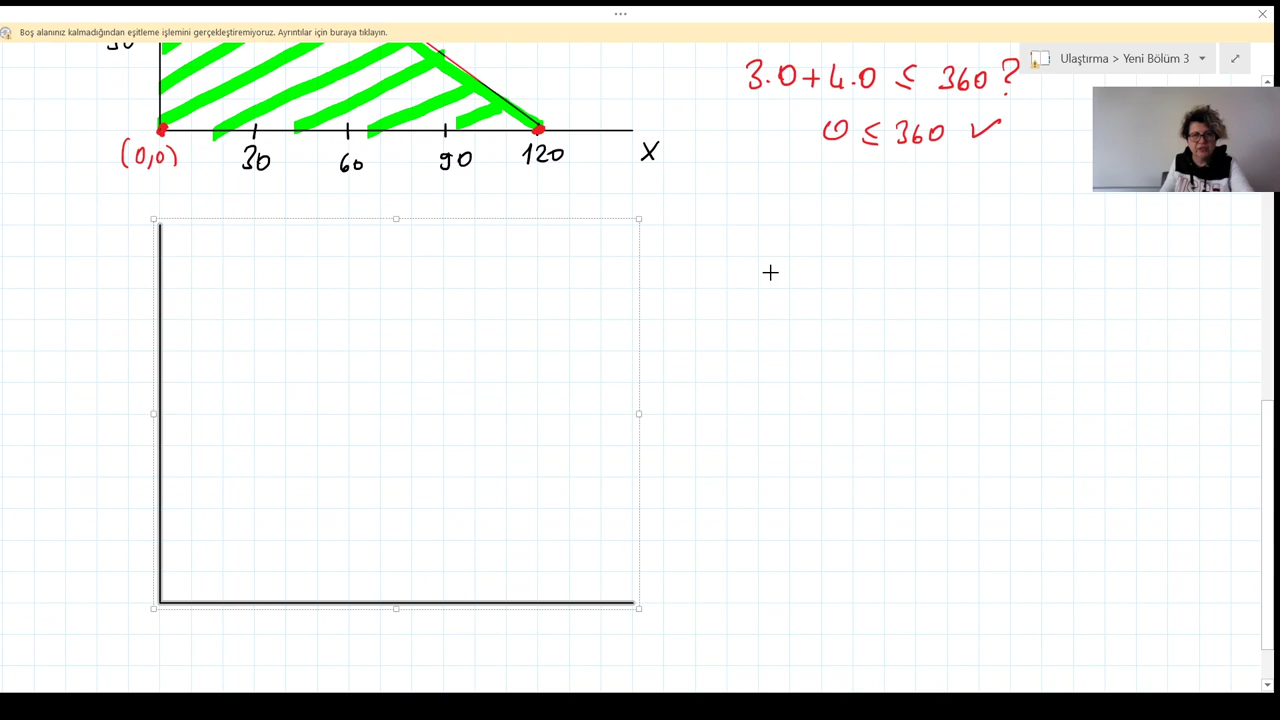 Boş alanınız kalmadığından eşitleme işlemini gerçekleştiremiyoruz. Ayrıntılar için buraya tıklayın.
Ulaştırma > Yeni Bölüm 3
3.0+4.0 ≤ 360?
0 ≤ 360 ✓
(0,0) 30 60 90 120 X